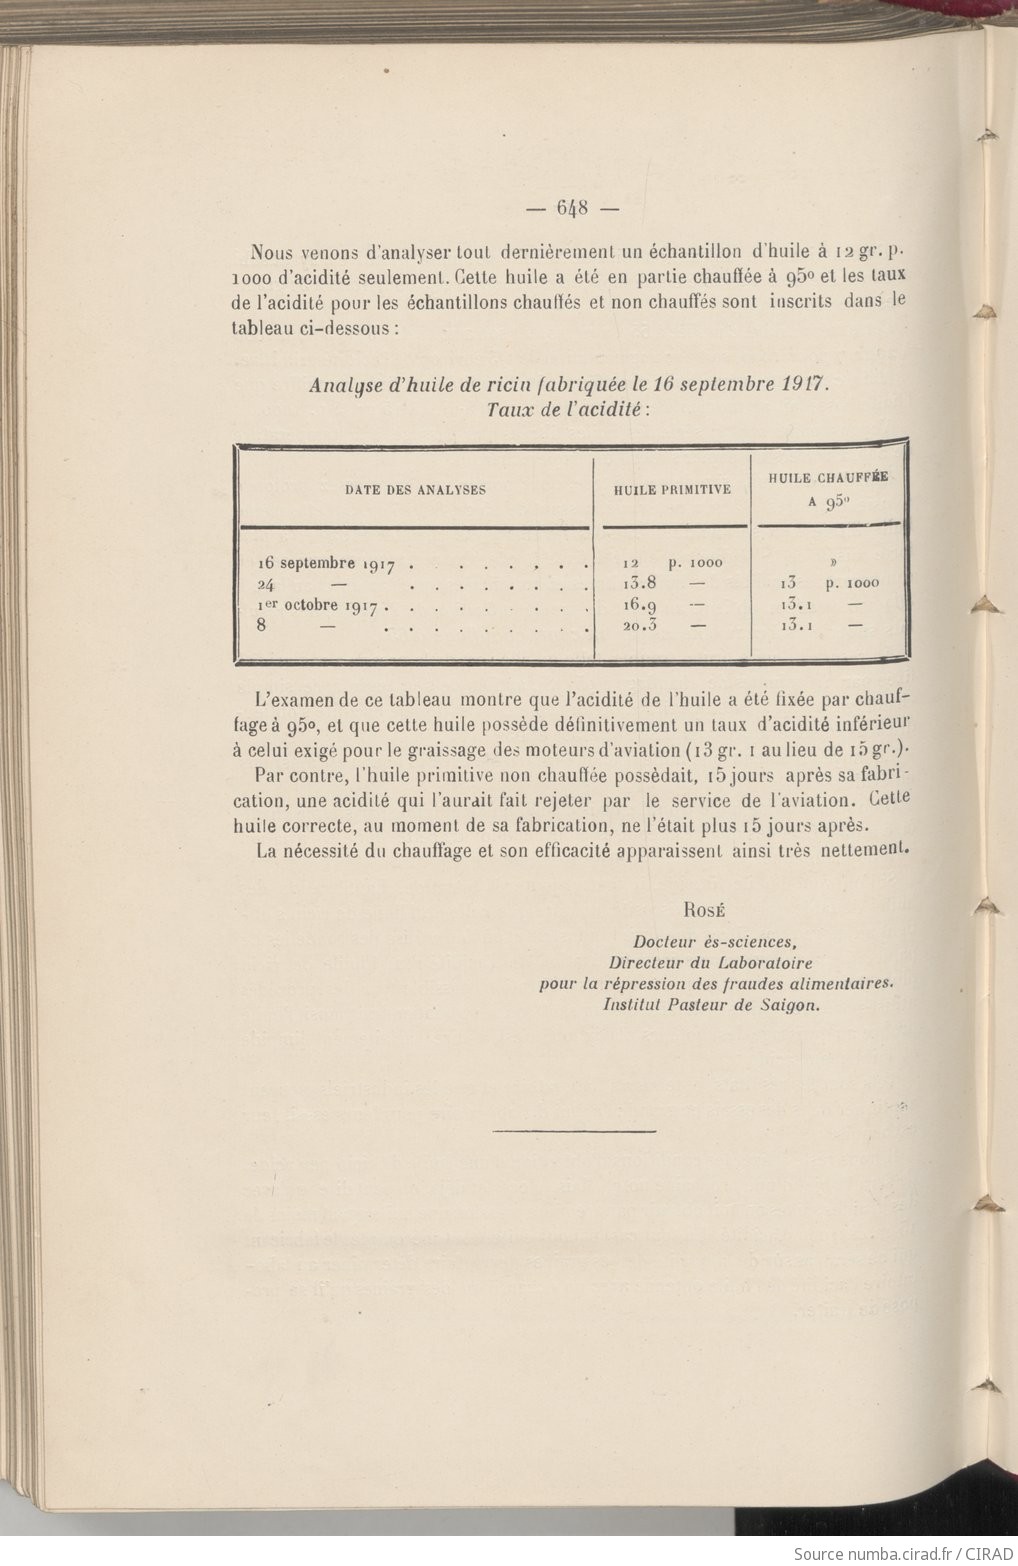 — 648 —
Nous venons d'analyser tout dernièrement un échantillon d'huile à 12 gr. p.
1000 d'acidité seulement. Cette huile a été en partie chauffée à 95° et les taux
de l'acidité pour les échantillons chauffés et non chauffés sont inscrits dans le
tableau ci-dessous :
Analyse d'huile de ricin fabriquée le 16 septembre 1917.
Taux de l'acidité :
DATE DES ANALYSES HUILE PRIMITIVE HUILE CHAUFFÉE A 95°
16 septembre 1917 . . . . . . . 12 p. 1000 »
24 — . . . . . . . . 13.8 — 13 p. 1000
1er octobre 1917 . . . . . . . . . 16.9 — 13.1 —
8 — . . . . . . . . . 20.3 — 13.1 —
L'examen de ce tableau montre que l'acidité de l'huile a été fixée par chauf-
fage à 95°, et que cette huile possède définitivement un taux d'acidité inférieur
à celui exigé pour le graissage des moteurs d'aviation (13 gr. 1 au lieu de 15 gr.).
Par contre, l'huile primitive non chauffée possèdait, 15 jours après sa fabri-
cation, une acidité qui l'aurait fait rejeter par le service de l'aviation. Cette
huile correcte, au moment de sa fabrication, ne l'était plus 15 jours après.
La nécessité du chauffage et son efficacité apparaissent ainsi très nettement.
ROSÉ
Docteur ès-sciences,
Directeur du Laboratoire
pour la répression des fraudes alimentaires.
Institut Pasteur de Saigon.
Source numba.cirad.fr / CIRAD